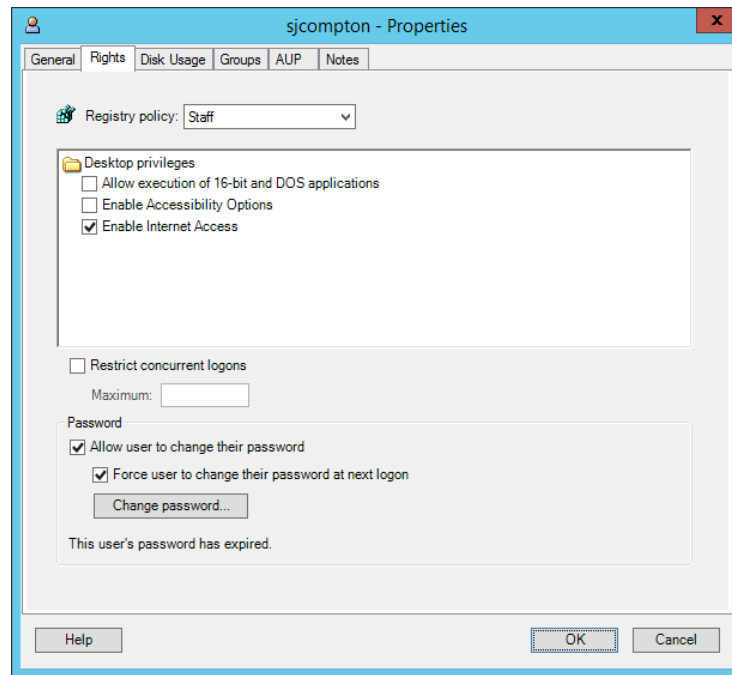 sjcompton - Properties
x
General Rights Disk Usage Groups AUP Notes
Registry policy: Staff
Desktop privileges
Allow execution of 16-bit and DOS applications
Enable Accessibility Options
Enable Internet Access
Restrict concurrent logons
Maximum:
Password
Allow user to change their password
Force user to change their password at next logon
Change password...
This user's password has expired.
Help OK Cancel